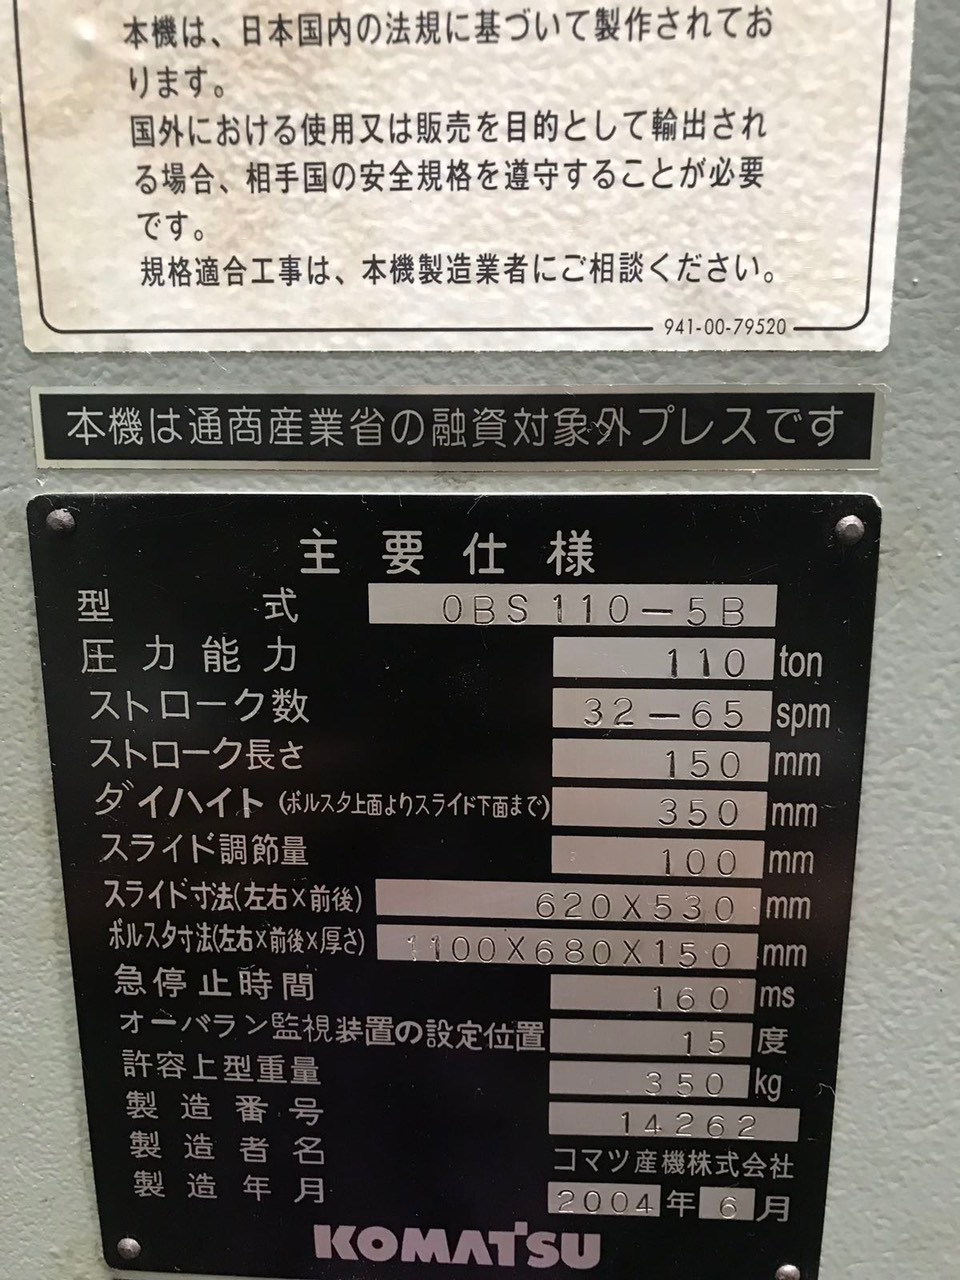 本機は、日本国内の法規に基づいて製作されてお
ります。
国外における使用又は販売を目的として輸出され
る場合、相手国の安全規格を遵守することが必要
です。
規格適合工事は、本機製造業者にご相談ください。
941-00-79520
本機は通商産業省の融資対象外プレスです
主要仕様
型式 OBS110-5B
圧力能力 110 ton
ストローク数 32-65 spm
ストローク長さ 150 mm
ダイハイト(ボルスタ上面よりスライド下面まで) 350 mm
スライド調節量 100 mm
スライド寸法(左右×前後) 620X530 mm
ボルスタ寸法(左右×前後×厚さ) 1100X680X150 mm
急停止時間 160 ms
オーバラン監視装置の設定位置 15 度
許容上型重量 350 kg
製造番号 14262
製造者名 コマツ産機株式会社
製造年月 2004年6月
KOMATSU